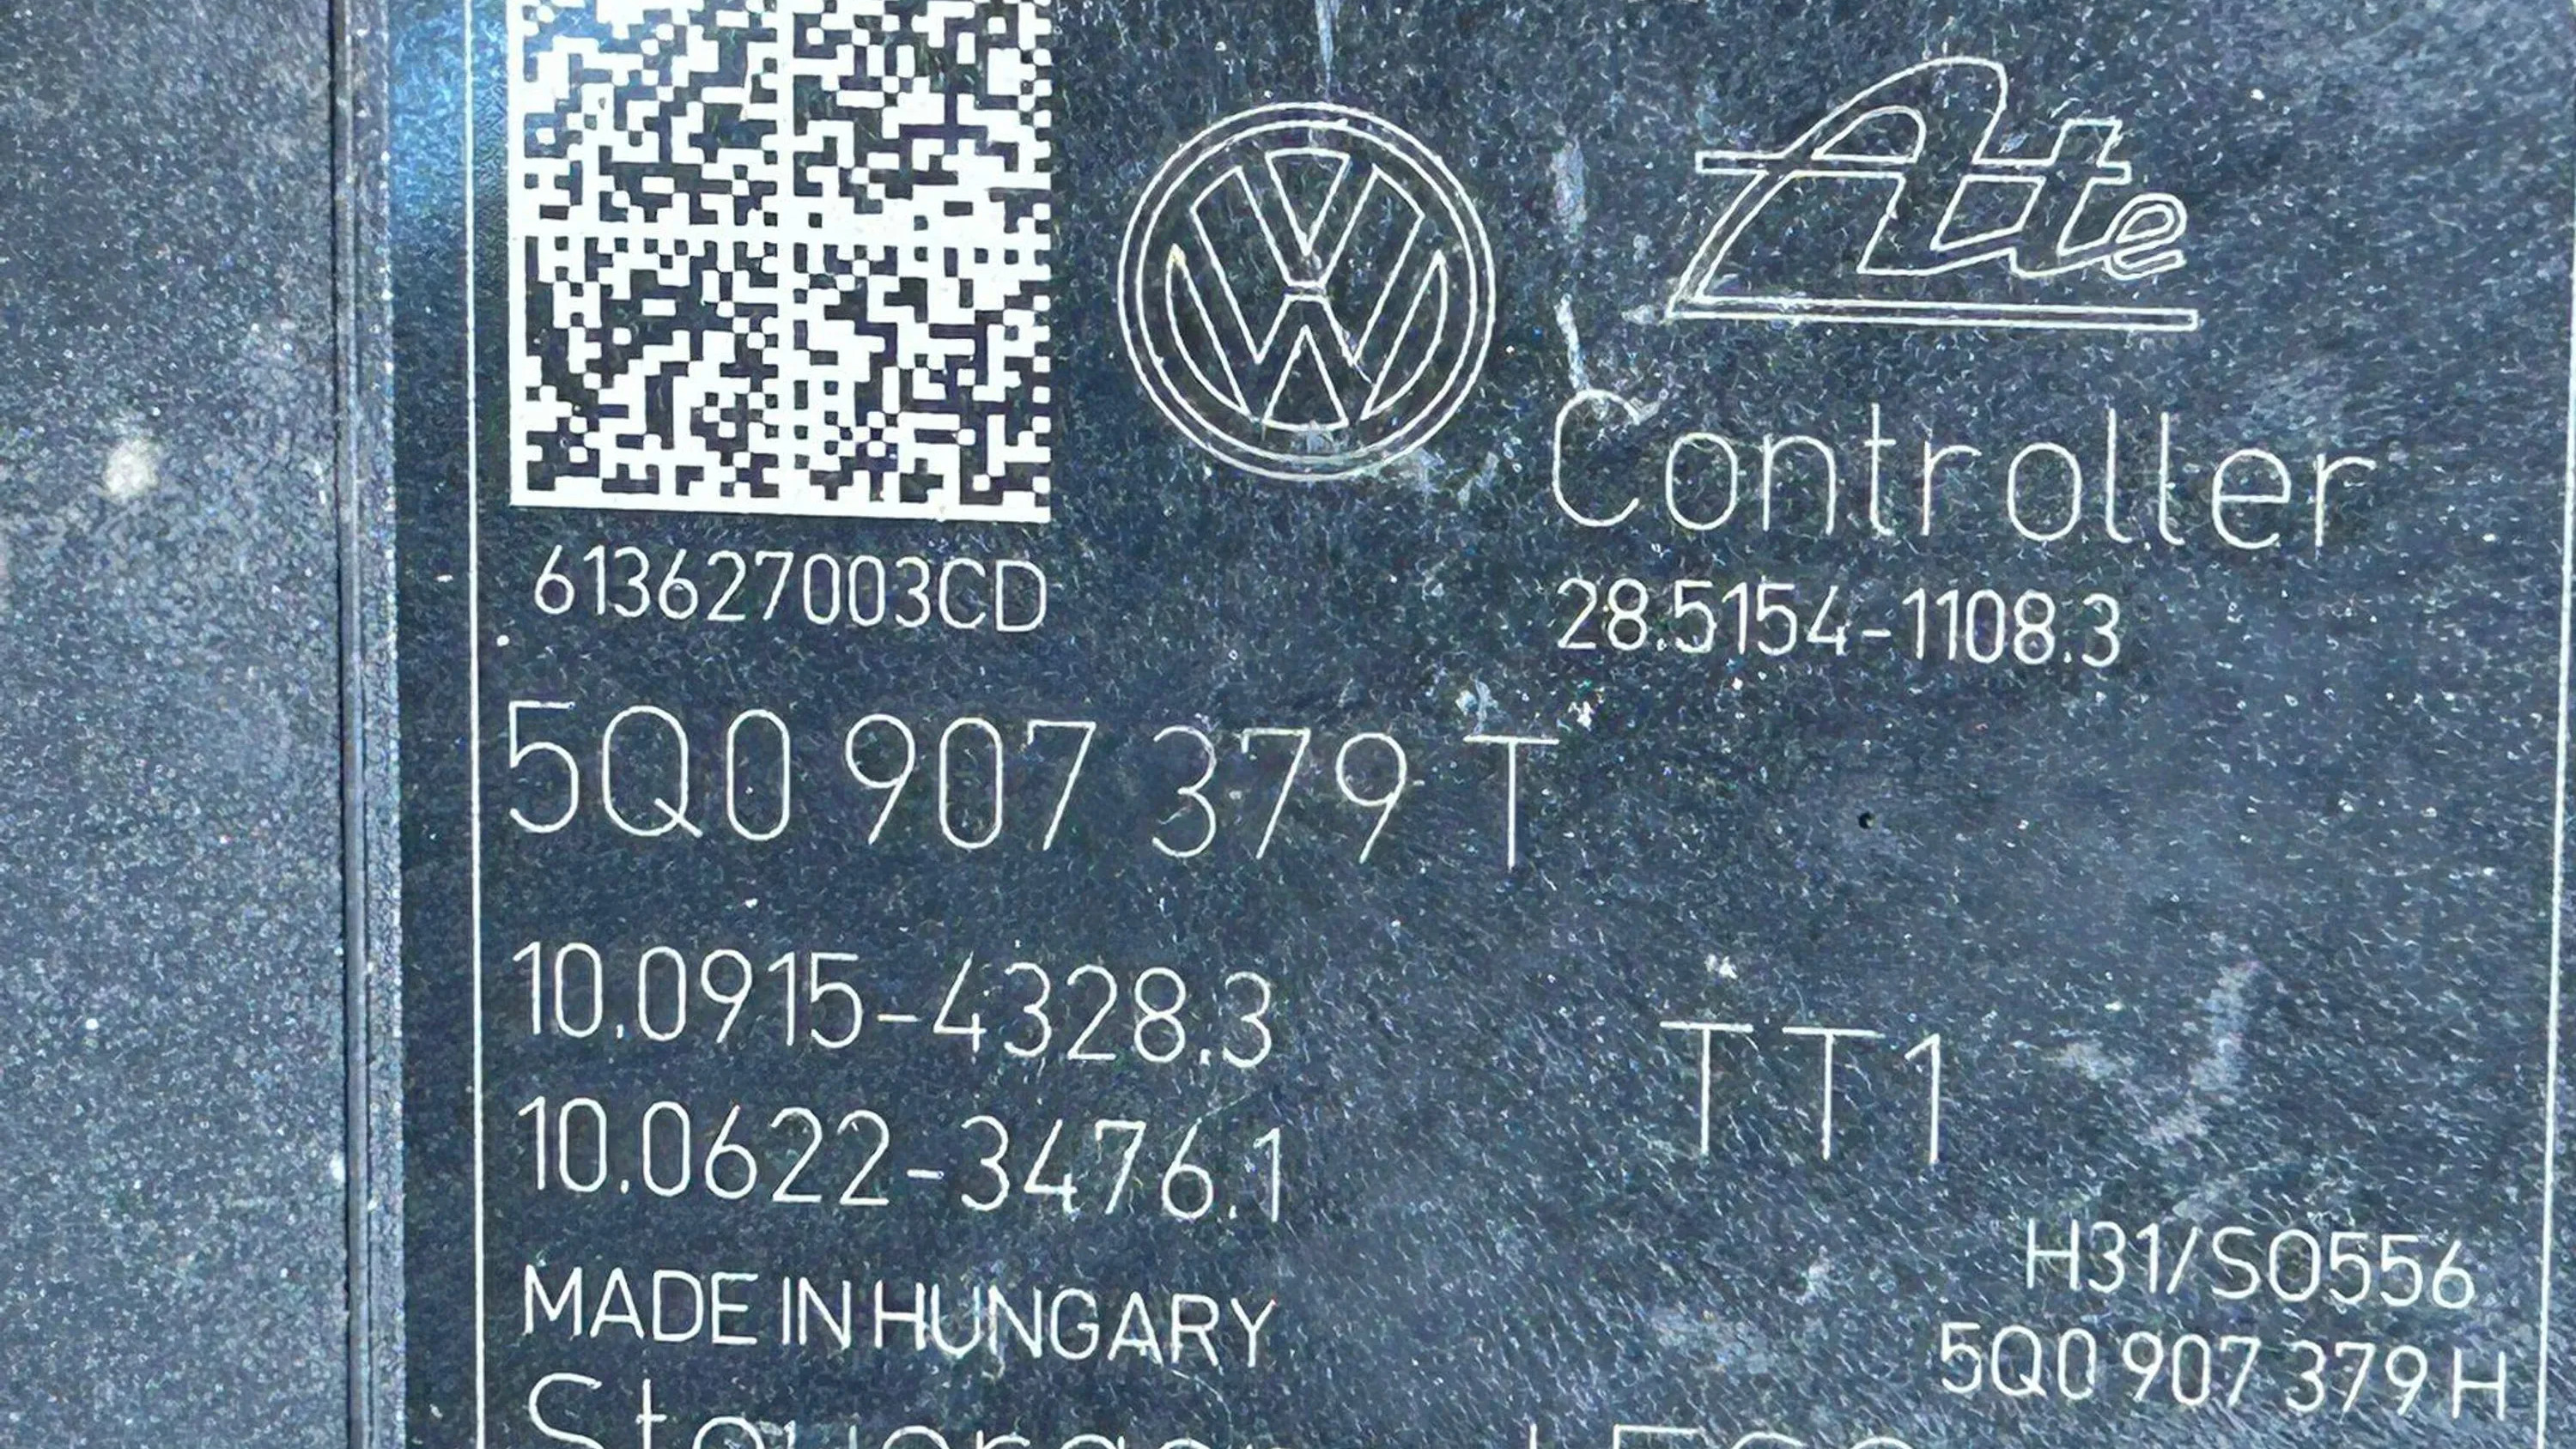 Ate
Controller
613627003CD
28.5154-1108.3
5Q0 907 379 T
10.0915-4328.3
TT1
10.0622-3476.1
H31/SO556
MADE IN HUNGARY
5Q0 907 379 H